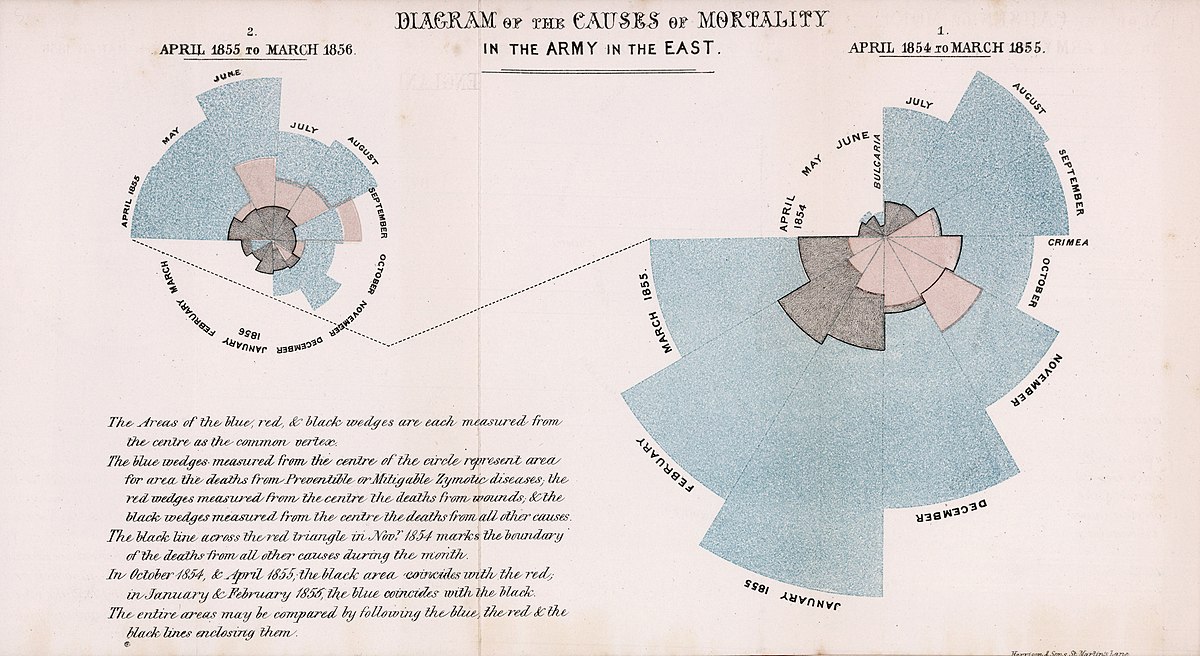 DIAGRAM OF THE CAUSES OF MORTALITY
IN THE ARMY IN THE EAST.
2.
APRIL 1855 TO MARCH 1856.
1.
APRIL 1854 TO MARCH 1855.
APRIL 1855
MAY
JUNE
JULY
AUGUST
SEPTEMBER
OCTOBER
NOVEMBER
DECEMBER
JANUARY
1856
FEBRUARY
MARCH
APRIL
1854
MAY
JUNE
BULGARIA
JULY
AUGUST
SEPTEMBER
CRIMEA
OCTOBER
NOVEMBER
DECEMBER
JANUARY 1855
FEBRUARY
MARCH 1855.
The Areas of the blue, red, & black wedges are each measured from
the centre as the common vertex.
The blue wedges measured from the centre of the circle represent area
for area the deaths from Preventible or Mitigable Zymotic diseases; the
red wedges measured from the centre the deaths from wounds; & the
black wedges measured from the centre the deaths from all other causes.
The black line across the red triangle in Novr. 1854 marks the boundary
of the deaths from all other causes during the month.
In October 1854, & April 1855, the black area coincides with the red;
in January & February 1856, the blue coincides with the black.
The entire areas may be compared by following the blue, the red & the
black lines enclosing them.
Harrison & Sons, St. Martin's Lane.